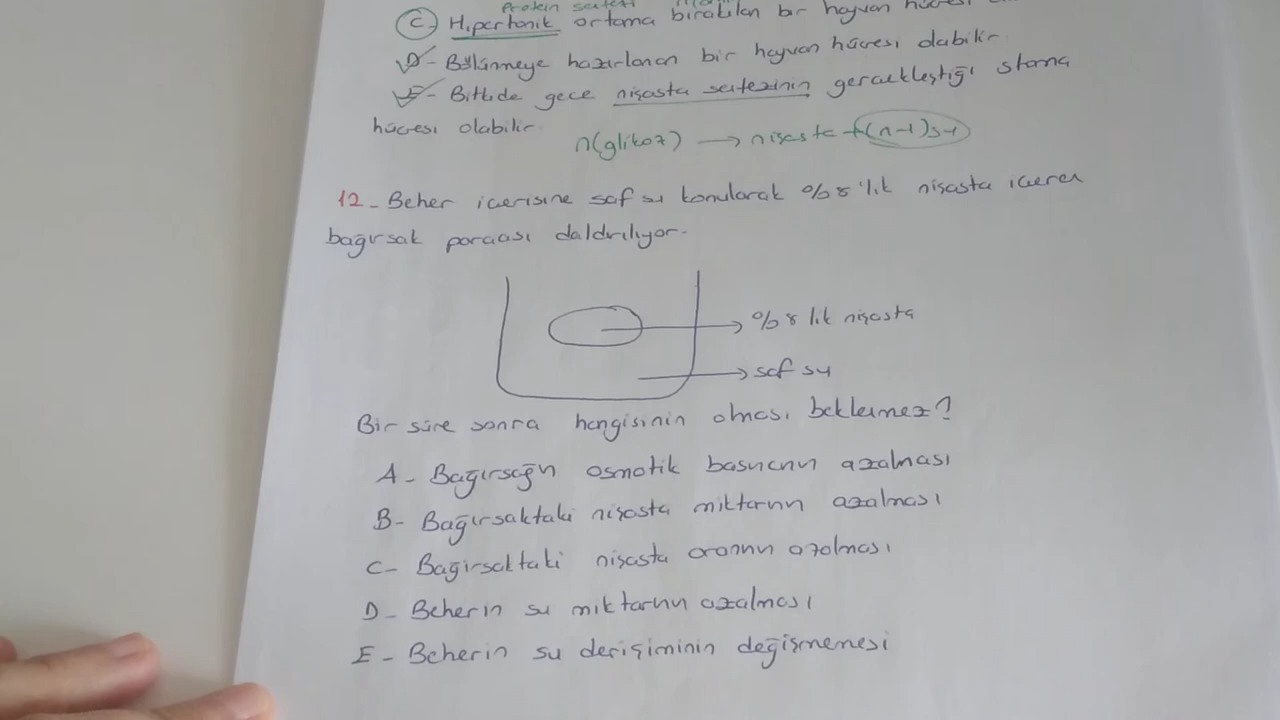 Protein sentezi
C) Hipertonik ortama bırakılan bir hayvan hücresi
D- Bölünmeye hazırlanan bir hayvan hücresi olabilir
E- Bitkide gece nişasta sentezinin gerçekleştiği stoma
hücresi olabilir
n(glikoz) → nişasta + (n-1)su
12- Beher içerisine saf su konularak %8'lik nişasta içeren
bağırsak parçası daldırılıyor.
%8 lik nişasta
saf su
Bir süre sonra hangisinin olması beklenmez?
A- Bağırsağın osmotik basıncının azalması
B- Bağırsaktaki nişasta miktarının azalması
C- Bağırsaktaki nişasta oranının azalması
D- Beherin su miktarının azalması
E- Beherin su derişiminin değişmemesi